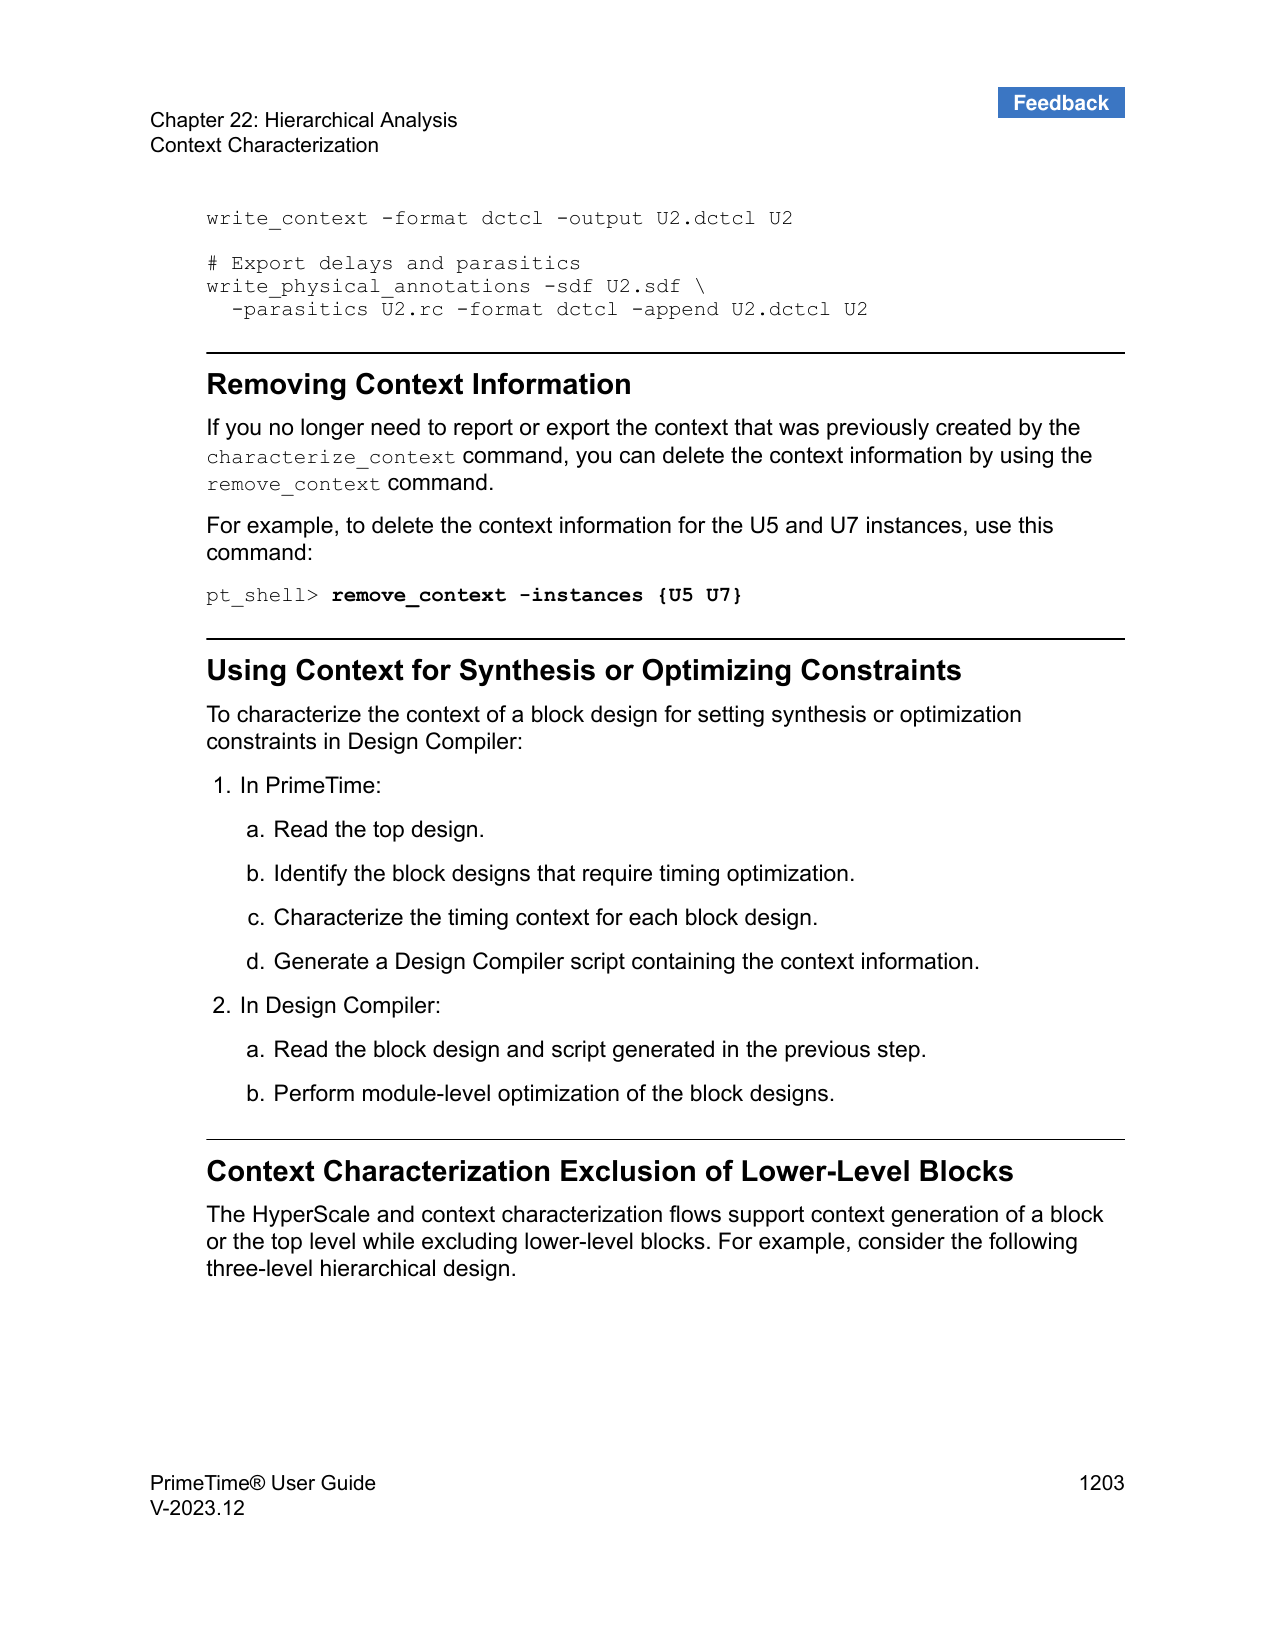 Feedback
Chapter 22: Hierarchical Analysis
Context Characterization
write_context -format dctcl -output U2.dctcl U2
# Export delays and parasitics
write_physical_annotations -sdf U2.sdf \
-parasitics U2.rc -format dctcl -append U2.dctcl U2
Removing Context Information
If you no longer need to report or export the context that was previously created by the
characterize_context command, you can delete the context information by using the
remove_context command.
For example, to delete the context information for the U5 and U7 instances, use this
command:
pt_shell> remove_context -instances {U5 U7}
Using Context for Synthesis or Optimizing Constraints
To characterize the context of a block design for setting synthesis or optimization
constraints in Design Compiler:
1. In PrimeTime:
a. Read the top design.
b. Identify the block designs that require timing optimization.
c. Characterize the timing context for each block design.
d. Generate a Design Compiler script containing the context information.
2. In Design Compiler:
a. Read the block design and script generated in the previous step.
b. Perform module-level optimization of the block designs.
Context Characterization Exclusion of Lower-Level Blocks
The HyperScale and context characterization flows support context generation of a block
or the top level while excluding lower-level blocks. For example, consider the following
three-level hierarchical design.
PrimeTime® User Guide 1203
V-2023.12